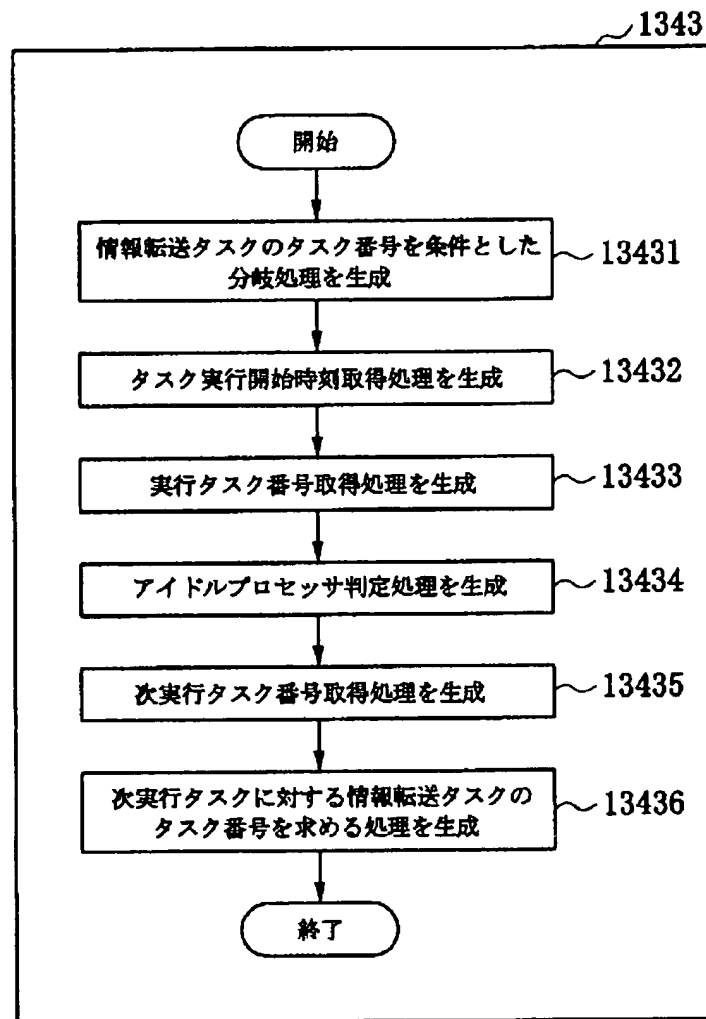 1343
開始
情報転送タスクのタスク番号を条件とした
分岐処理を生成
13431
タスク実行開始時刻取得処理を生成
13432
実行タスク番号取得処理を生成
13433
アイドルプロセッサ判定処理を生成
13434
次実行タスク番号取得処理を生成
13435
次実行タスクに対する情報転送タスクの
タスク番号を求める処理を生成
13436
終了